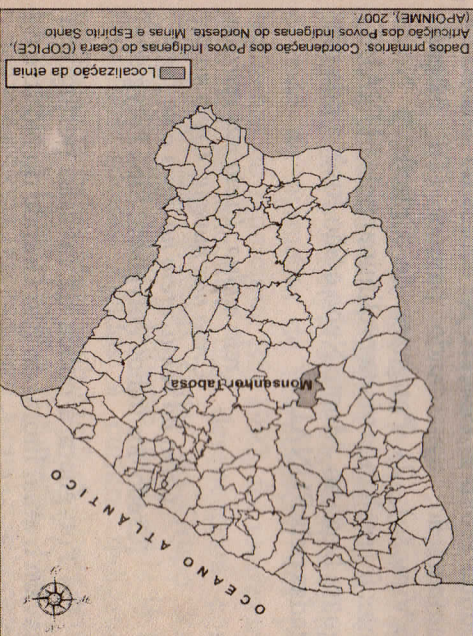 OCEANO ATLÂNTICO
Monsenhor Tabosa
Localização da etnia
Dados primários: Coordenação dos Povos Indígenas do Ceará (COPICE),
Articulção dos Povos Indígenas do Nordeste, Minas e Espírito Santo
(APOINME), 2007